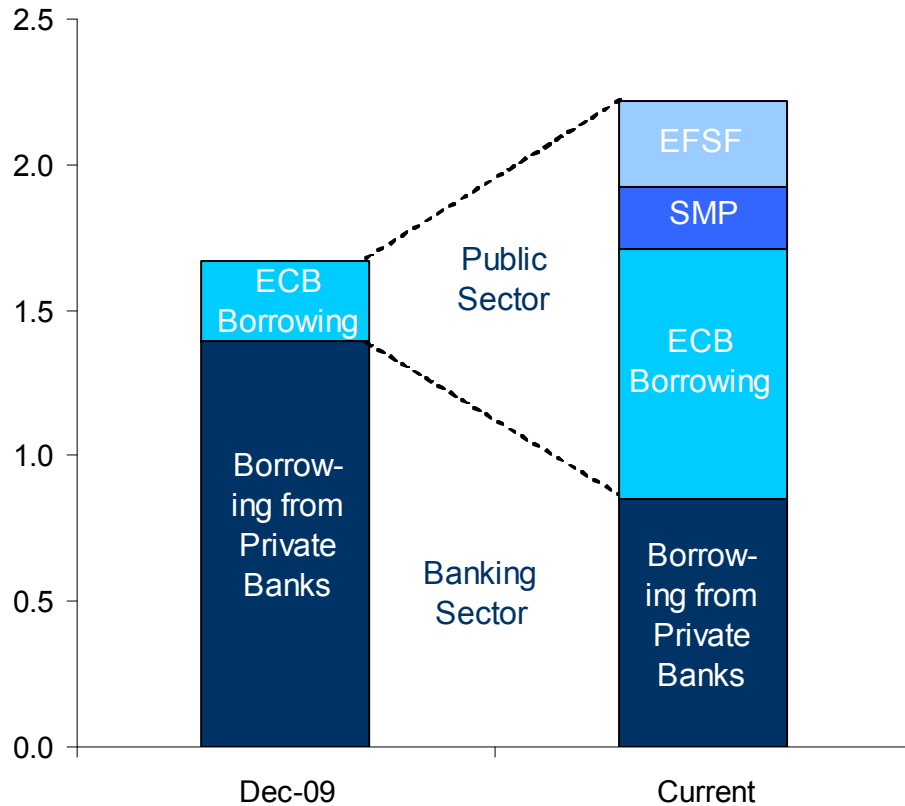 2.5
2.0
1.5
1.0
0.5
0.0
ECB
Borrowing
Borrow-
ing from
Private
Banks
Public
Sector
Banking
Sector
EFSF
SMP
ECB
Borrowing
Borrow-
ing from
Private
Banks
Dec-09
Current